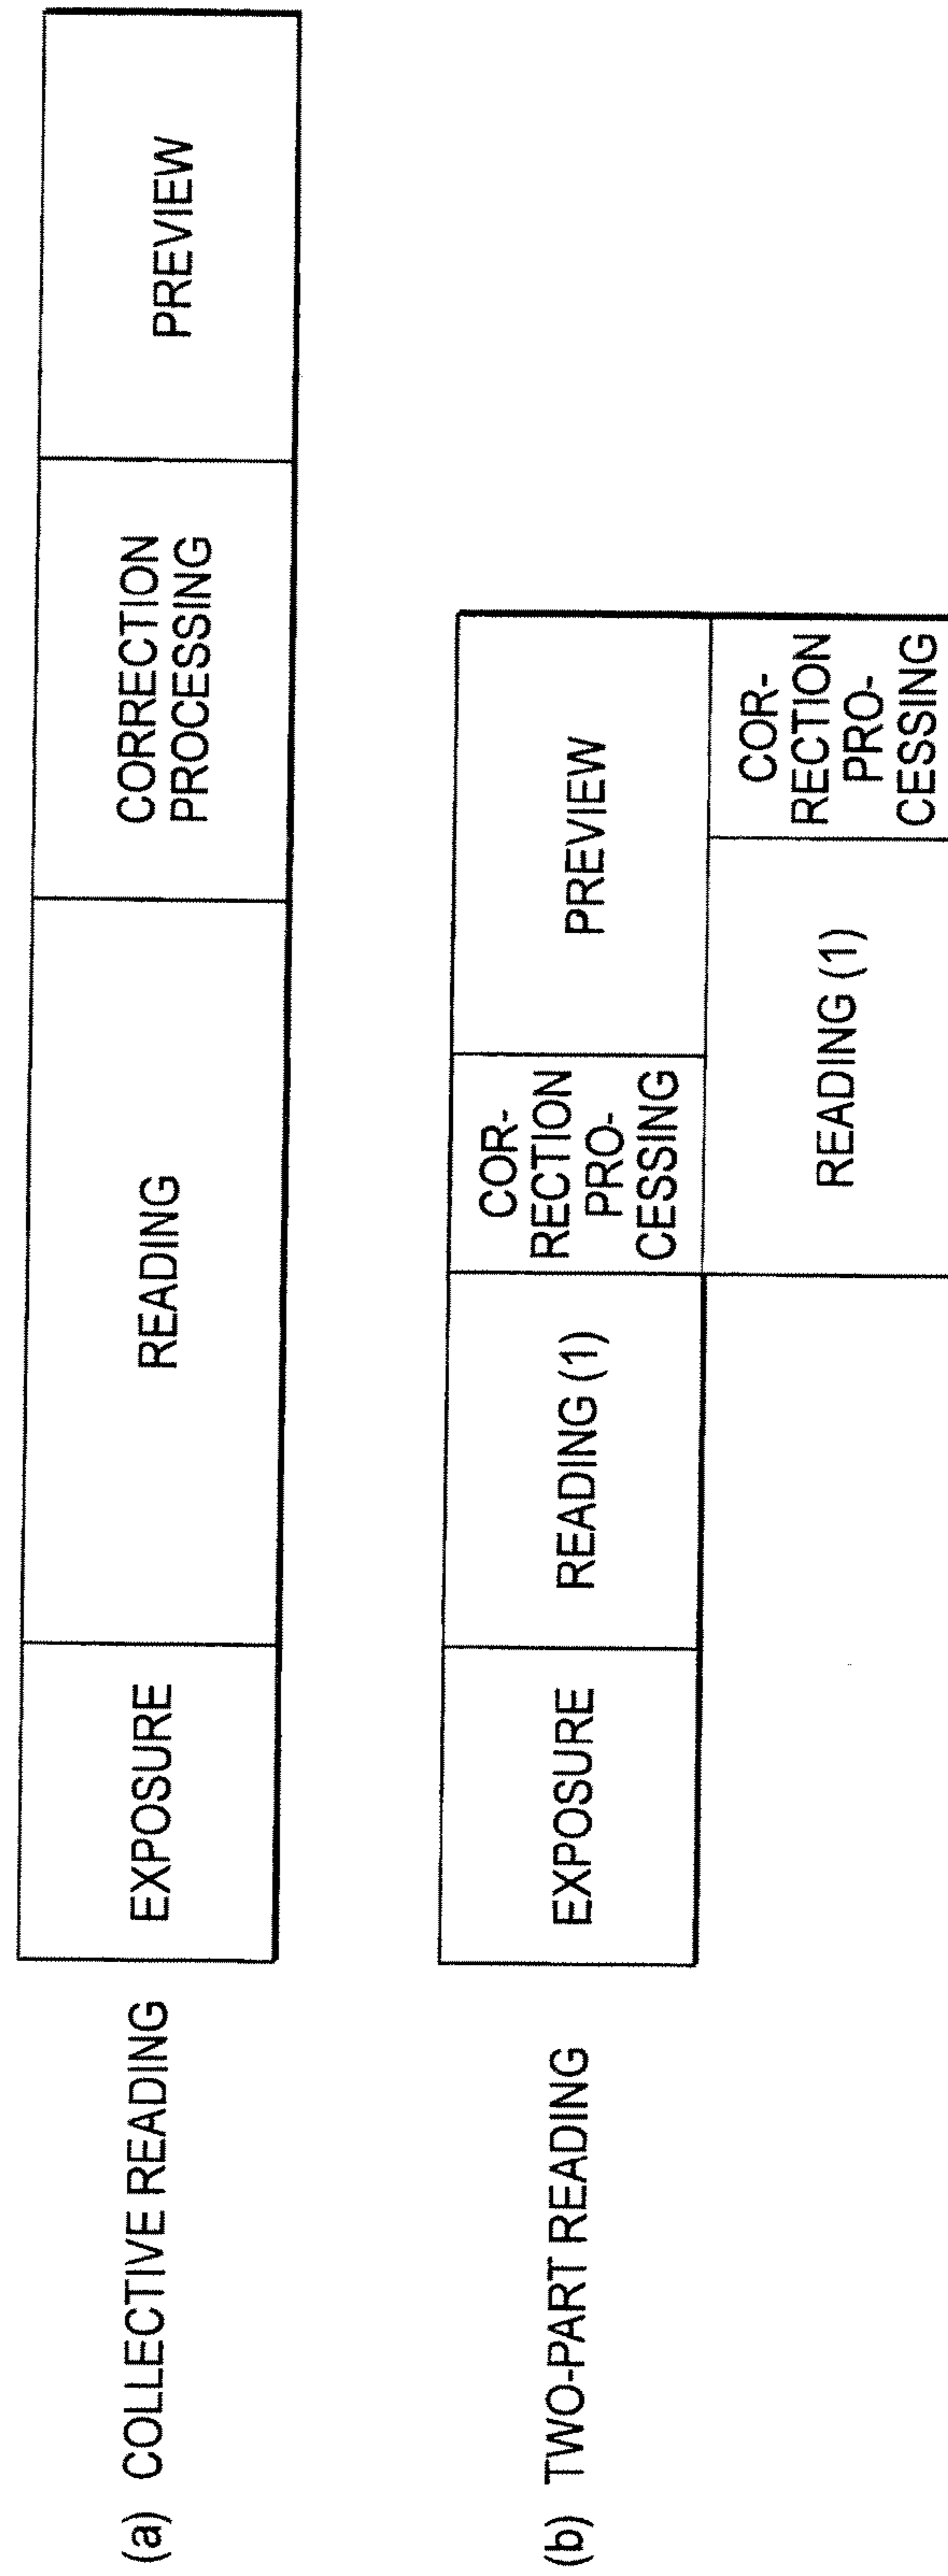 (a) COLLECTIVE READING
EXPOSURE
READING
CORRECTION
PROCESSING
PREVIEW
(b) TWO-PART READING
EXPOSURE
READING (1)
COR-
RECTION
PRO-
CESSING
PREVIEW
READING (1)
COR-
RECTION
PRO-
CESSING